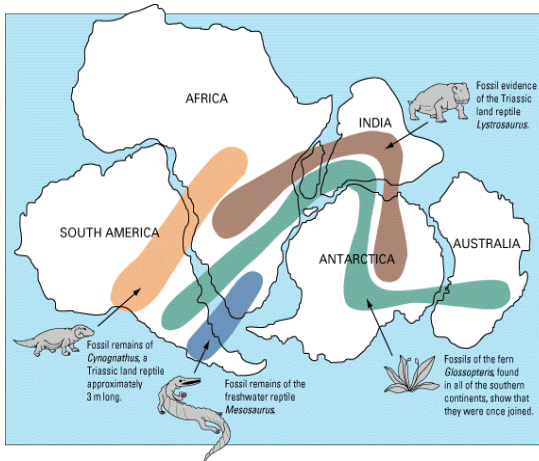 AFRICA
INDIA
SOUTH AMERICA
ANTARCTICA
AUSTRALIA
Fossil evidence
of the Triassic
land reptile
Lystrosaurus.
Fossil remains of
Cynognathus, a
Triassic land reptile
approximately
3 m long.
Fossil remains of the
freshwater reptile
Mesosaurus.
Fossils of the fern
Glossopteris, found
in all of the southern
continents, show that
they were once joined.